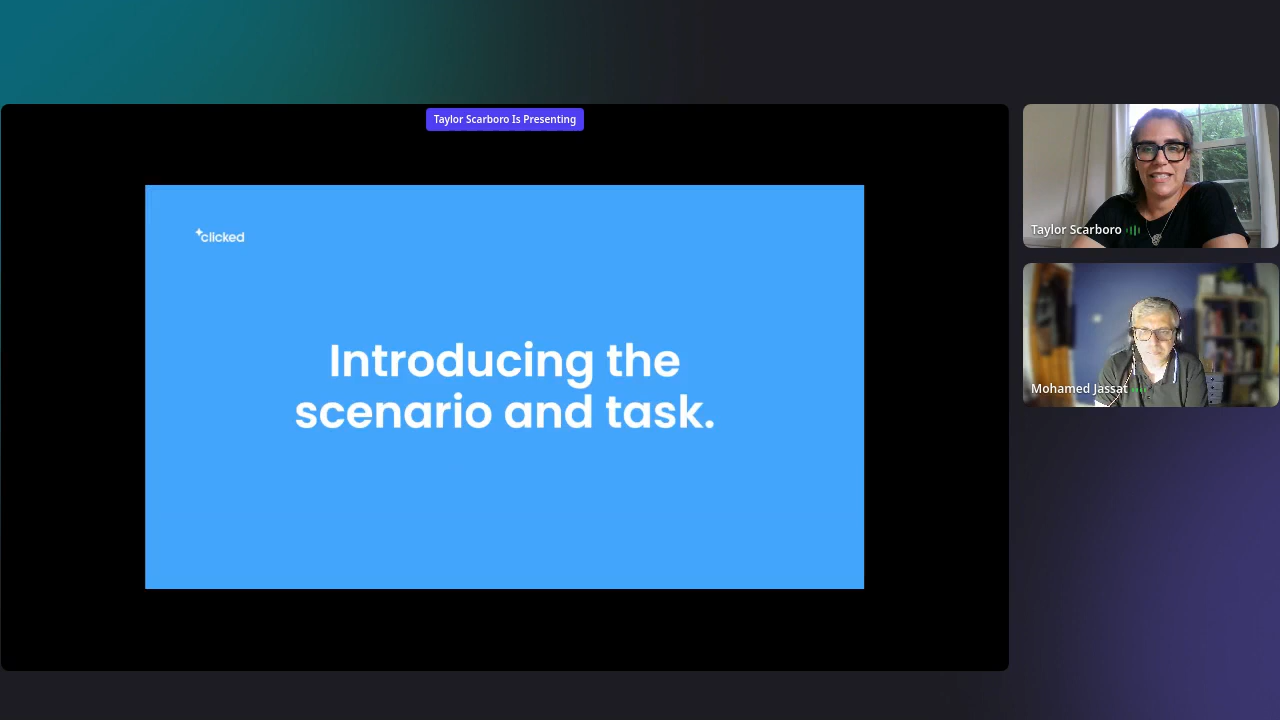 Taylor Scarboro Is Presenting
clicked
Introducing the
scenario and task.
Taylor Scarboro
Mohamed Jassat